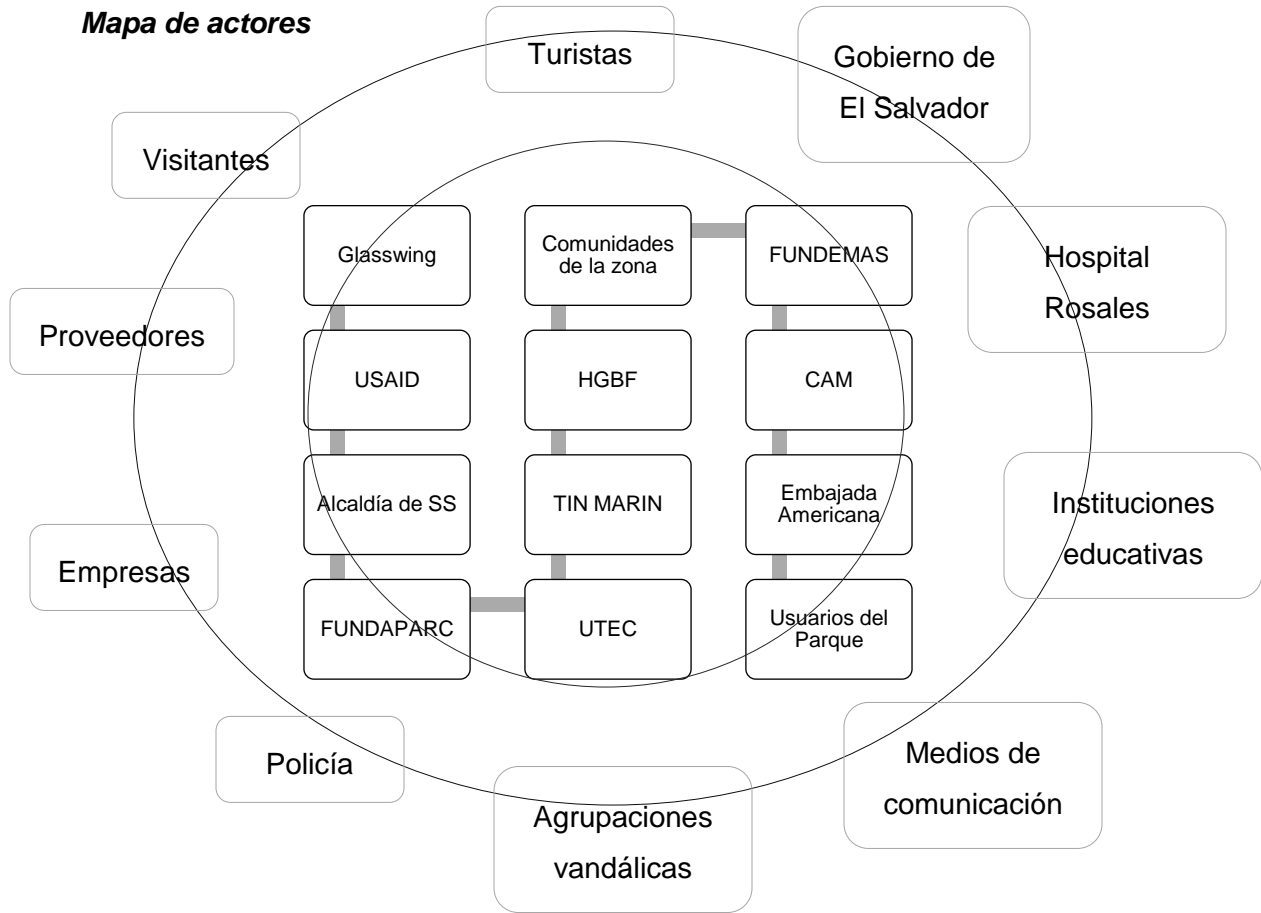 Mapa de actores
Turistas
Gobierno de
El Salvador
Visitantes
Glasswing
Comunidades
de la zona
FUNDEMAS
Hospital
Rosales
Proveedores
USAID
HGBF
CAM
Alcaldía de SS
TIN MARIN
Embajada
Americana
Instituciones
educativas
Empresas
FUNDAPARC
UTEC
Usuarios del
Parque
Policía
Agrupaciones
vandálicas
Medios de
comunicación